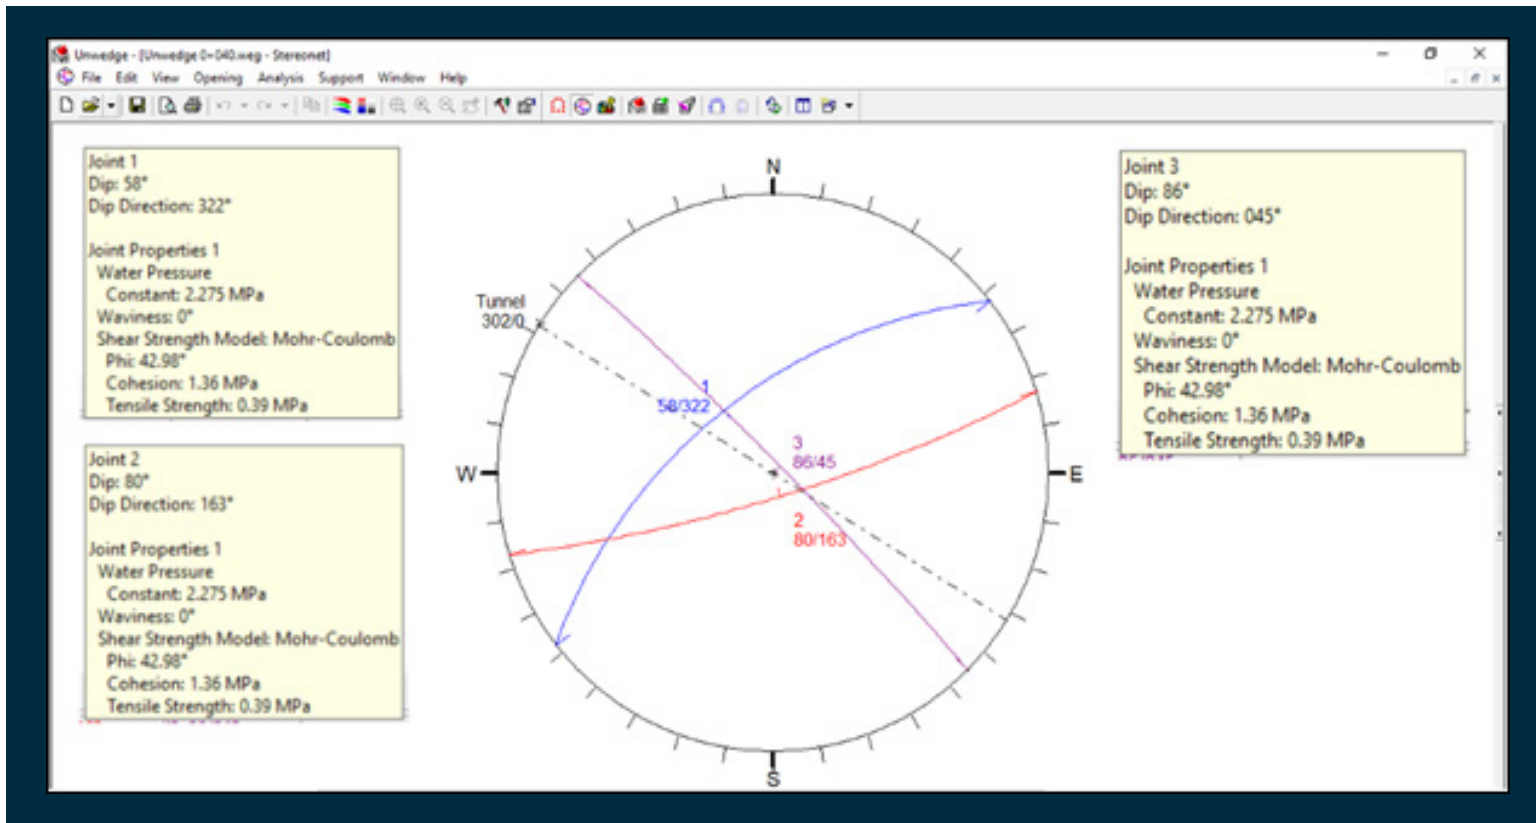 Unwedge - [Unwedge 0+040.weg - Stereonet]
File Edit View Opening Analysis Support Window Help
Joint 1
Dip: 58°
Dip Direction: 322°
Joint Properties 1
Water Pressure
Constant: 2.275 MPa
Waviness: 0°
Shear Strength Model: Mohr-Coulomb
Phi: 42.98°
Cohesion: 1.36 MPa
Tensile Strength: 0.39 MPa
Joint 2
Dip: 80°
Dip Direction: 163°
Joint Properties 1
Water Pressure
Constant: 2.275 MPa
Waviness: 0°
Shear Strength Model: Mohr-Coulomb
Phi: 42.98°
Cohesion: 1.36 MPa
Tensile Strength: 0.39 MPa
N
Tunnel
302/0
1
58/322
3
86/45
W
E
2
80/163
S
Joint 3
Dip: 86°
Dip Direction: 045°
Joint Properties 1
Water Pressure
Constant: 2.275 MPa
Waviness: 0°
Shear Strength Model: Mohr-Coulomb
Phi: 42.98°
Cohesion: 1.36 MPa
Tensile Strength: 0.39 MPa